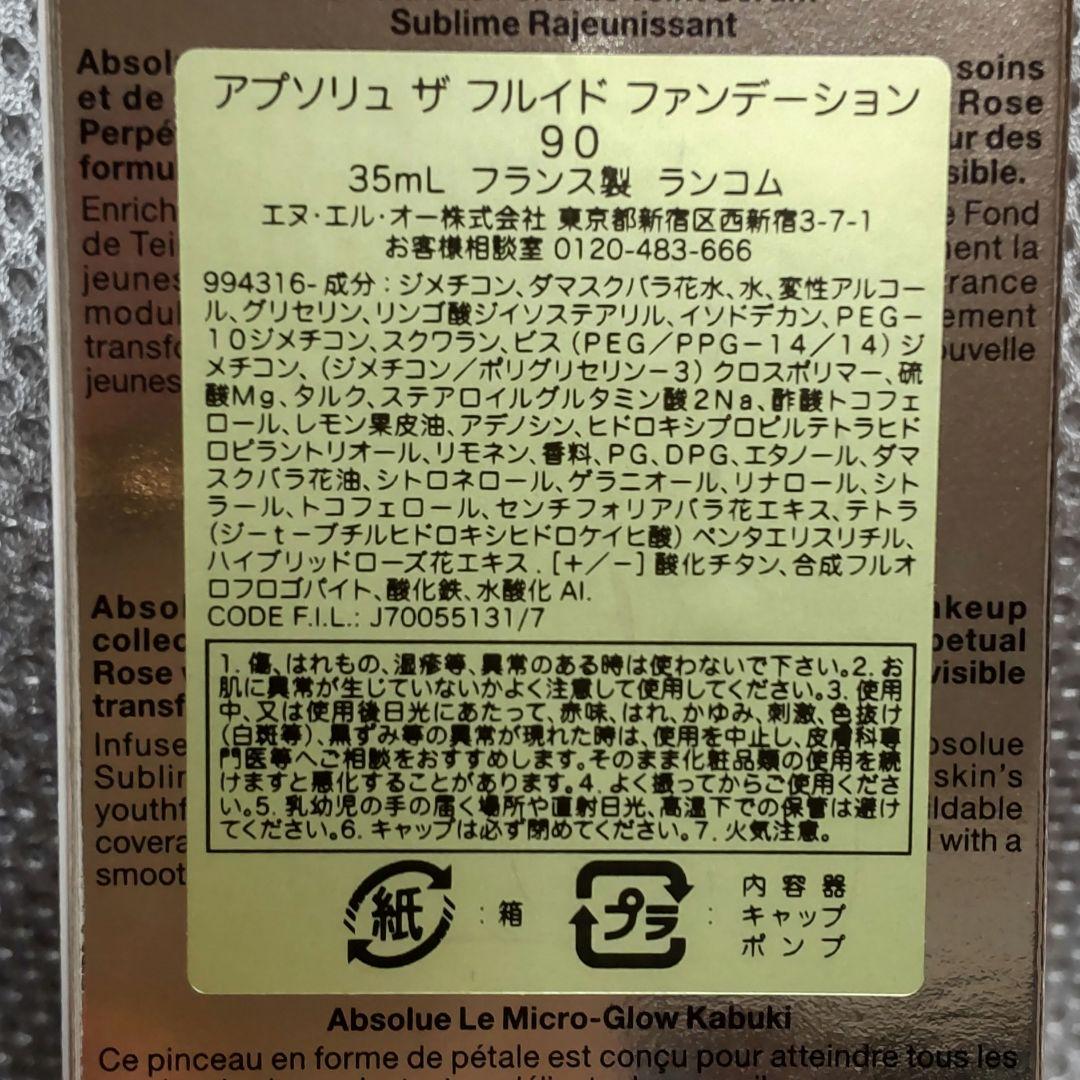 Sublime Rajeunissant
アプソリュ ザ フルイド ファンデーション
90
35mL フランス製 ランコム
エヌ·エル·オー株式会社 東京都新宿区西新宿3-7-1
お客様相談室 0120-483-666
994316- 成分：ジメチコン、ダマスクバラ花水、水、変性アルコー
ル、グリセリン、リンゴ酸ジイソステアリル、イソドデカン、PEG－
10ジメチコン、スクワラン、ビス（PEG／PPG－14／14）ジ
メチコン、（ジメチコン／ポリグリセリン－3）クロスポリマー、硫
酸Mg、タルク、ステアロイルグルタミン酸2Na、酢酸トコフェ
ロール、レモン果皮油、アデノシン、ヒドロキシプロピルテトラヒド
ロピラントリオール、リモネン、香料、PG、DPG、エタノール、ダマ
スクバラ花油、シトロネロール、ゲラニオール、リナロール、シト
ラール、トコフェロール、センチフォリアバラ花エキス、テトラ
（ジ－t－ブチルヒドロキシヒドロケイヒ酸）ペンタエリスリチル、
ハイブリッドローズ花エキス．[＋／－] 酸化チタン、合成フルオ
ロフロゴパイト、酸化鉄、水酸化 Al.
CODE F.I.L.: J70055131/7
1. 傷、はれもの、湿疹等、異常のある時は使わないで下さい。2. お
肌に異常が生じていないかよく注意して使用してください。3. 使用
中、又は使用後日光にあたって、赤味、はれ、かゆみ、刺激、色抜け
（白斑等）、黒ずみ等の異常が現れた時は、使用を中止し、皮膚科専
門医等へご相談をおすすめします。そのまま化粧品類の使用を続
けますと悪化することがあります。4. よく振ってからご使用くださ
い。5. 乳幼児の手の届く場所や直射日光、高温下での保管は避け
てください。6. キャップは必ず閉めてください。7. 火気注意。
紙 : 箱
プラ : 内容器
キャップ
ポンプ
Absolue Le Micro-Glow Kabuki
Ce pinceau en forme de pétale est conçu pour atteindre tous les